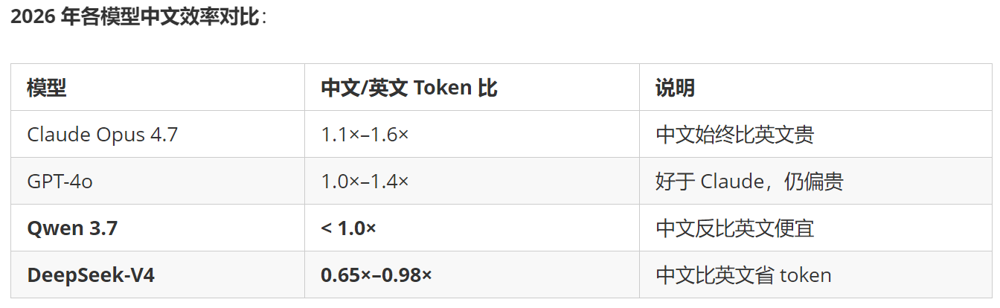 2026 年各模型中文效率对比：
模型 中文/英文 Token 比 说明
Claude Opus 4.7 1.1×–1.6× 中文始终比英文贵
GPT-4o 1.0×–1.4× 好于 Claude，仍偏贵
Qwen 3.7 < 1.0× 中文反比英文便宜
DeepSeek-V4 0.65×–0.98× 中文比英文省 token